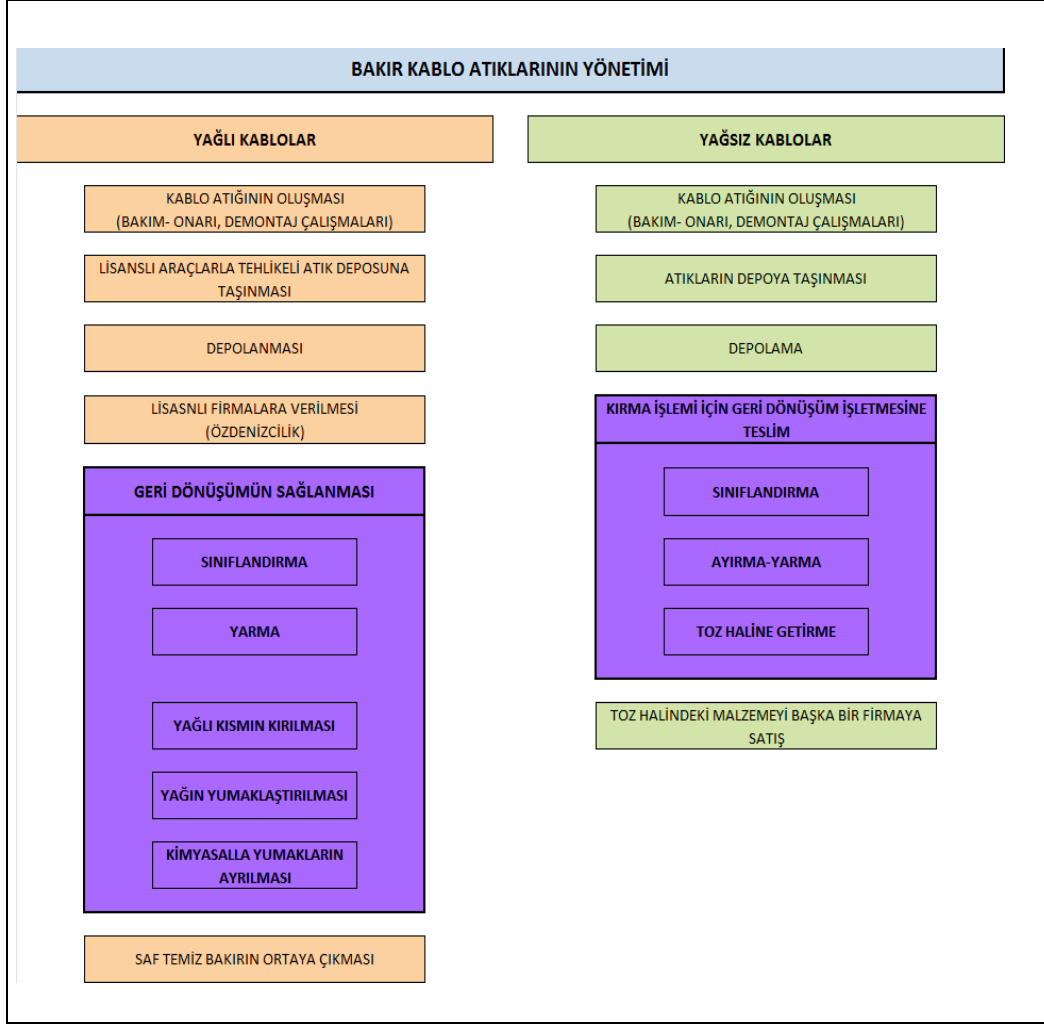 BAKIR KABLO ATIKLARININ YÖNETİMİ
YAĞLI KABLOLAR
KABLO ATIĞININ OLUŞMASI
(BAKIM- ONARI, DEMONTAJ ÇALIŞMALARI)
LİSANSLI ARAÇLARLA TEHLİKELİ ATIK DEPOSUNA
TAŞINMASI
DEPOLANMASI
LİSASNLI FİRMALARA VERİLMESİ
(ÖZDENİZCİLİK)
GERİ DÖNÜŞÜMÜN SAĞLANMASI
SINIFLANDIRMA
YARMA
YAĞLI KISMIN KIRILMASI
YAĞIN YUMAKLAŞTIRILMASI
KİMYASALLA YUMAKLARIN
AYRILMASI
SAF TEMİZ BAKIRIN ORTAYA ÇIKMASI
YAĞSIZ KABLOLAR
KABLO ATIĞININ OLUŞMASI
(BAKIM- ONARI, DEMONTAJ ÇALIŞMALARI)
ATIKLARIN DEPOYA TAŞINMASI
DEPOLAMA
KIRMA İŞLEMİ İÇİN GERİ DÖNÜŞÜM İŞLETMESİNE
TESLİM
SINIFLANDIRMA
AYIRMA-YARMA
TOZ HALİNE GETİRME
TOZ HALİNDEKİ MALZEMEYİ BAŞKA BİR FİRMAYA
SATIŞ